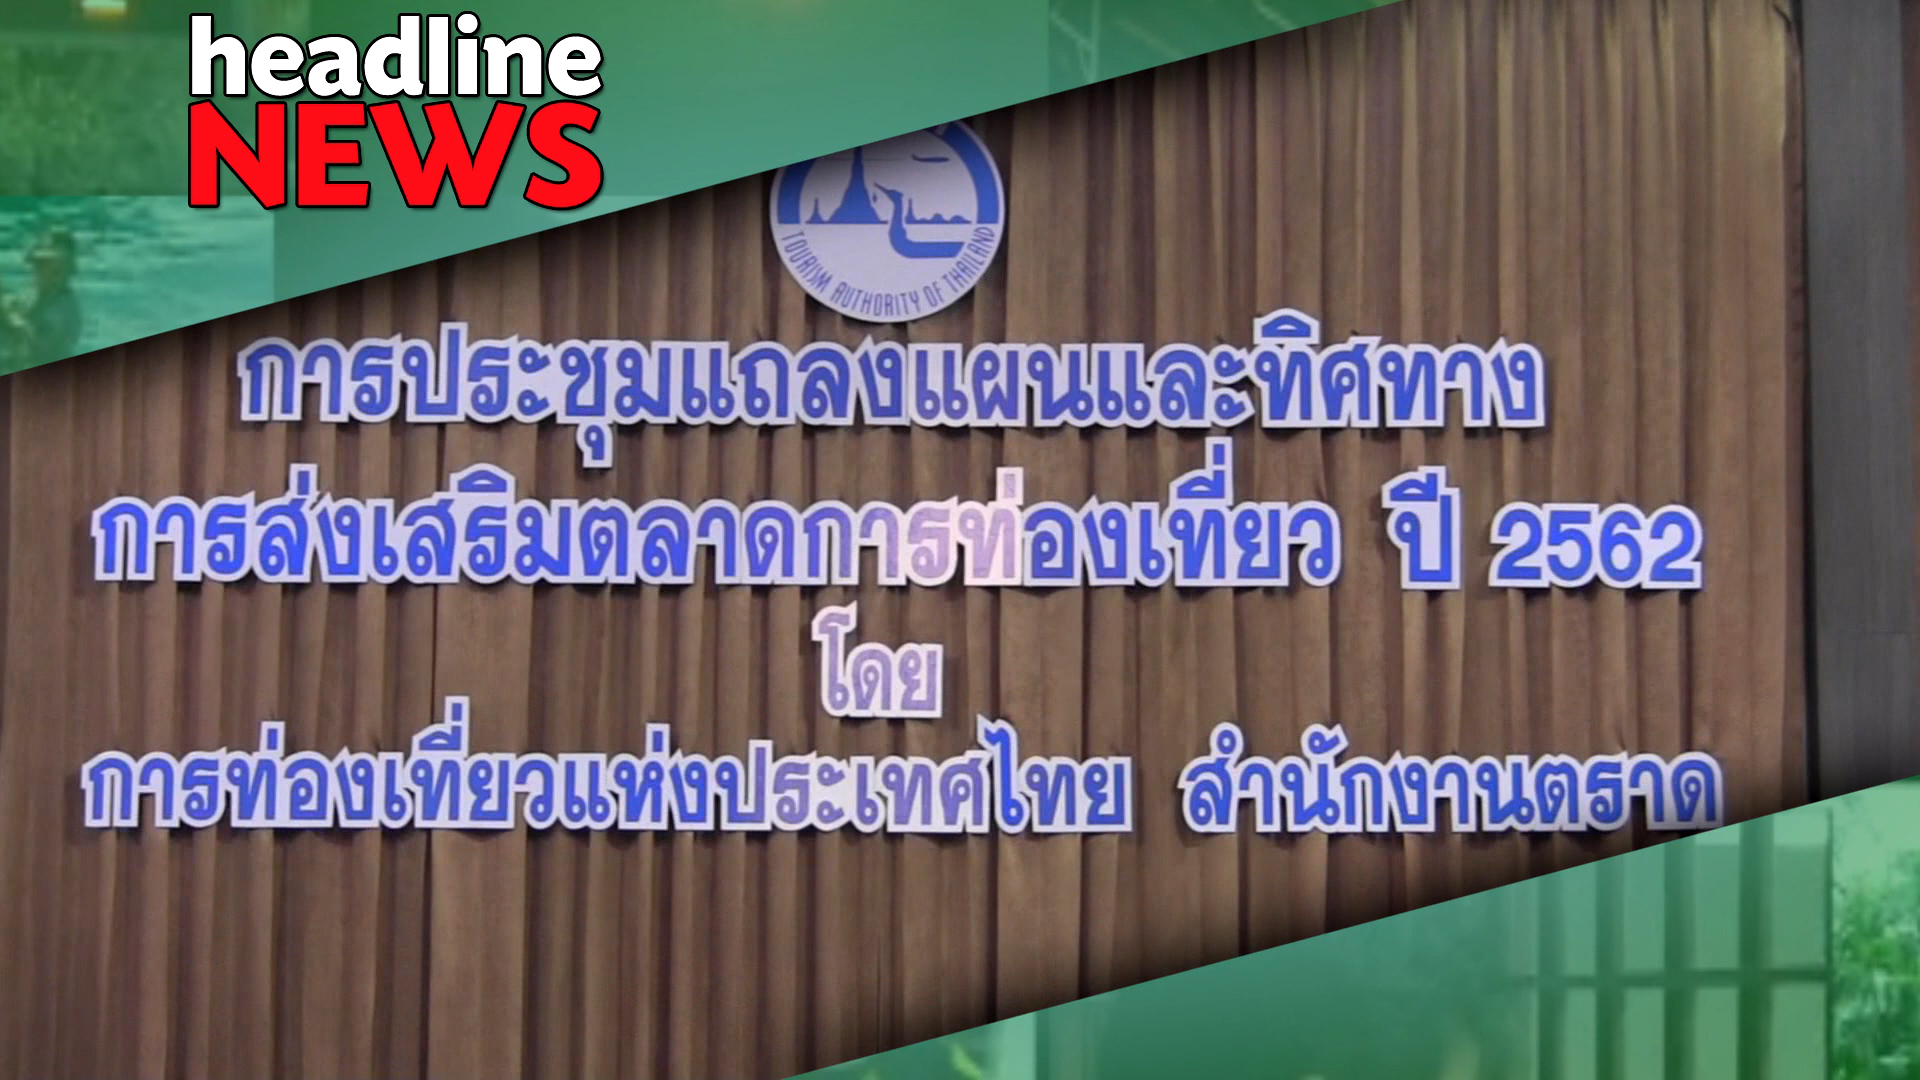 headline
NEWS
TOURISM AUTHORITY OF THAILAND
การประชุมแถลงแผนและทิศทาง
การส่งเสริมตลาดการท่องเที่ยว ปี 2562
โดย
การท่องเที่ยวแห่งประเทศไทย สำนักงานตราด